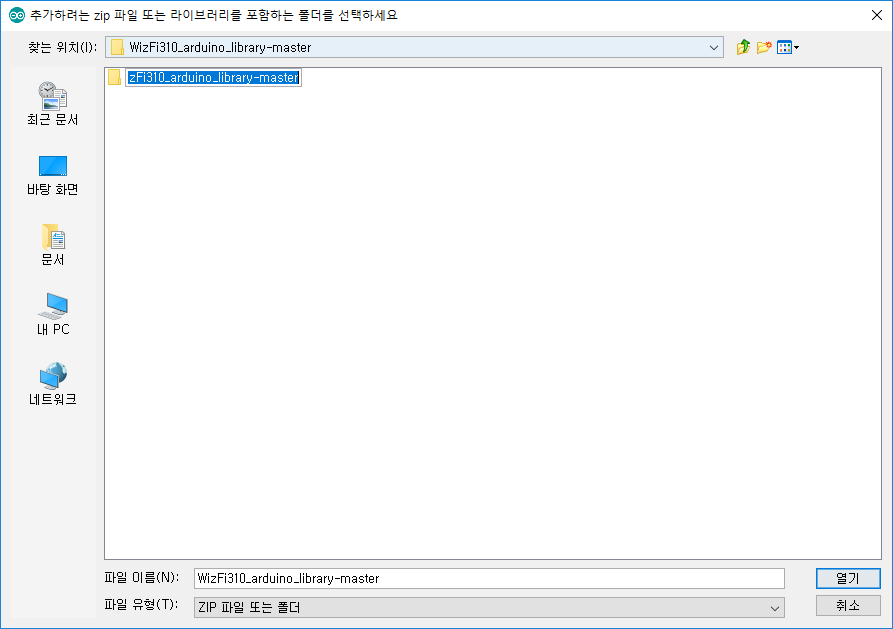 추가하려는 zip 파일 또는 라이브러리를 포함하는 폴더를 선택하세요
찾는 위치(I):
WizFi310_arduino_library-master
zFi310_arduino_library-master
최근 문서
바탕 화면
문서
내 PC
네트워크
파일 이름(N):
WizFi310_arduino_library-master
열기
파일 유형(T):
ZIP 파일 또는 폴더
취소